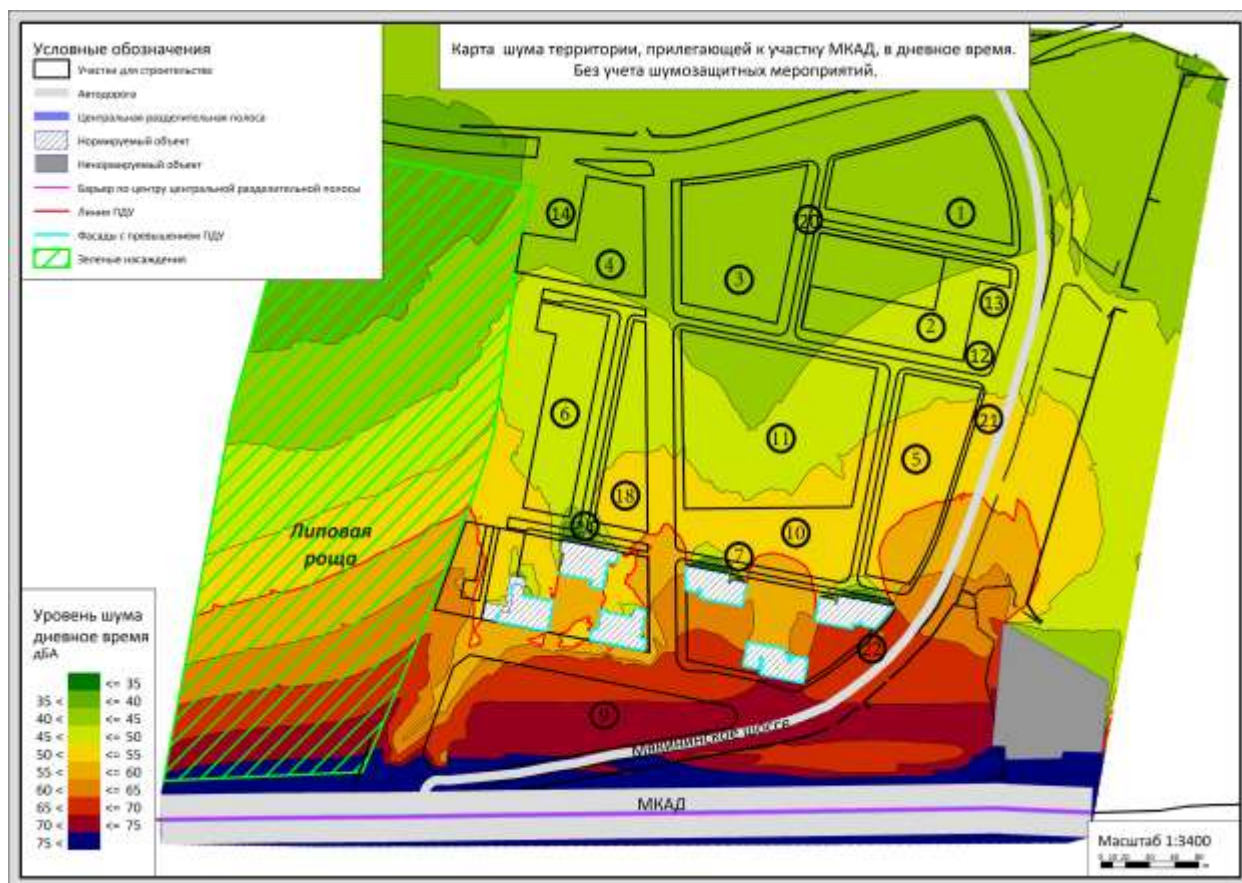 Карта шума территории, прилегающей к участку МКАД, в дневное время.
Без учета шумозащитных мероприятий.
Условные обозначения
Участки для строительства
Автодорога
Центральная разделительная полоса
Нормируемый объект
Ненормируемый объект
Барьер по центру центральной разделительной полосы
Линия ПДУ
Фасады с превышением ПДУ
Зеленые насаждения
14
20
1
4
3
13
2
12
6
11
21
5
18
10
7
22
9
Липовая
роща
Уровень шума
дневное время
дБА
<= 35
35 < <= 40
40 < <= 45
45 < <= 50
50 < <= 55
55 < <= 60
60 < <= 65
65 < <= 70
70 < <= 75
75 <
Мякининское шоссе
МКАД
Масштаб 1:3400